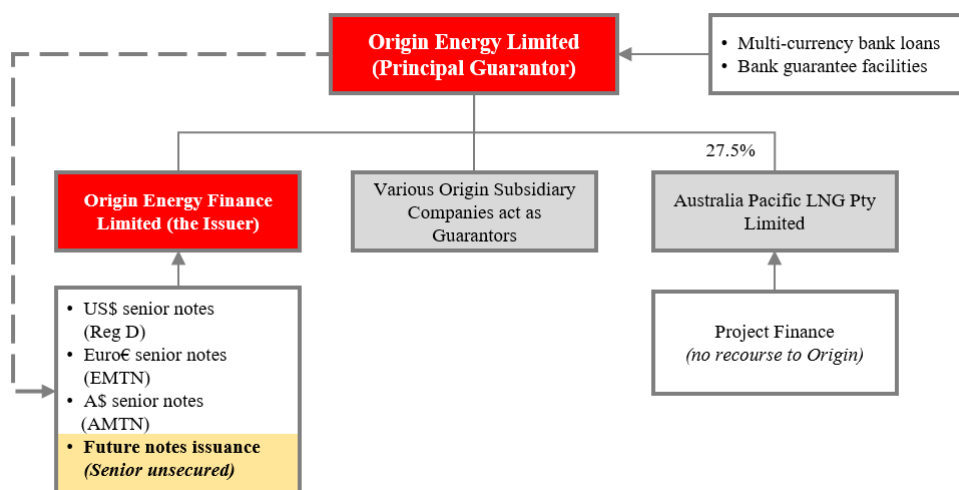 Origin Energy Limited
(Principal Guarantor)
• Multi-currency bank loans
• Bank guarantee facilities
27.5%
Origin Energy Finance
Limited (the Issuer)
Various Origin Subsidiary
Companies act as
Guarantors
Australia Pacific LNG Pty
Limited
• US$ senior notes
(Reg D)
• Euro€ senior notes
(EMTN)
• A$ senior notes
(AMTN)
• Future notes issuance
(Senior unsecured)
Project Finance
(no recourse to Origin)